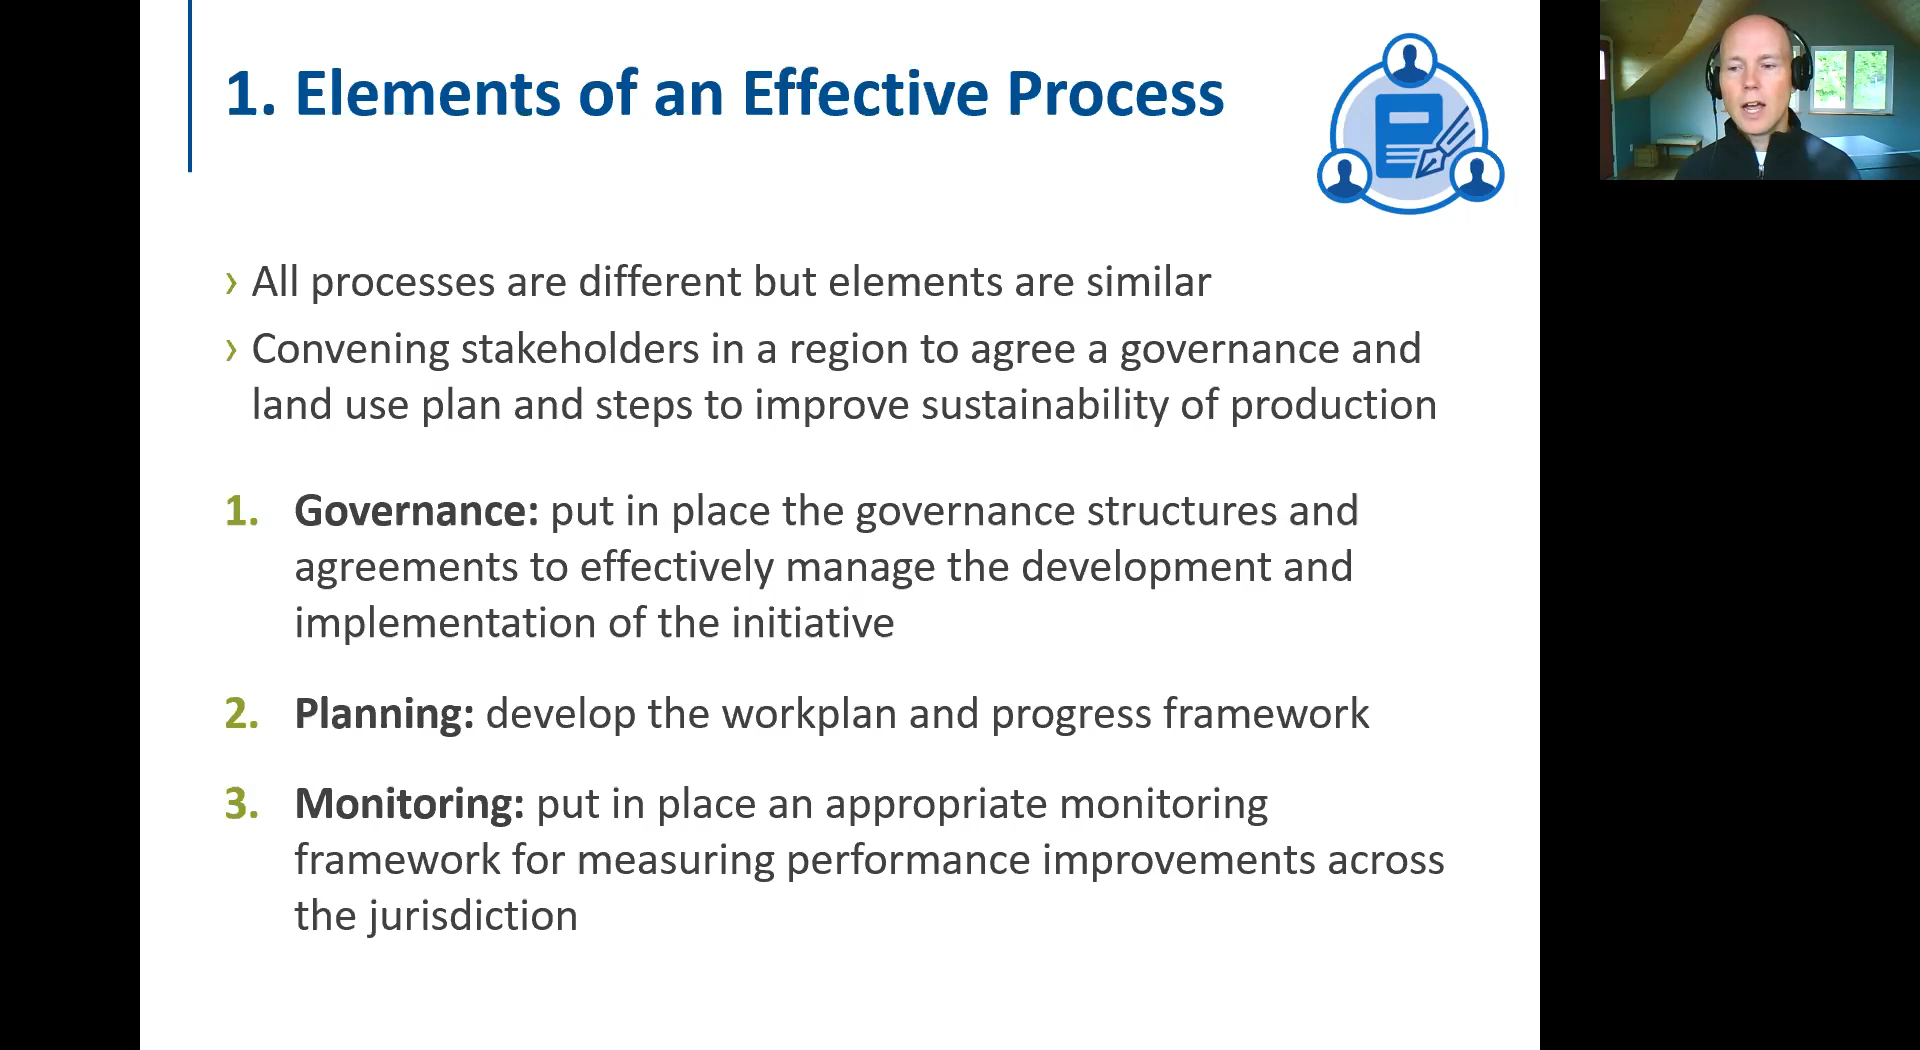 1. Elements of an Effective Process
› All processes are different but elements are similar
› Convening stakeholders in a region to agree a governance and
land use plan and steps to improve sustainability of production
1. Governance: put in place the governance structures and
agreements to effectively manage the development and
implementation of the initiative
2. Planning: develop the workplan and progress framework
3. Monitoring: put in place an appropriate monitoring
framework for measuring performance improvements across
the jurisdiction